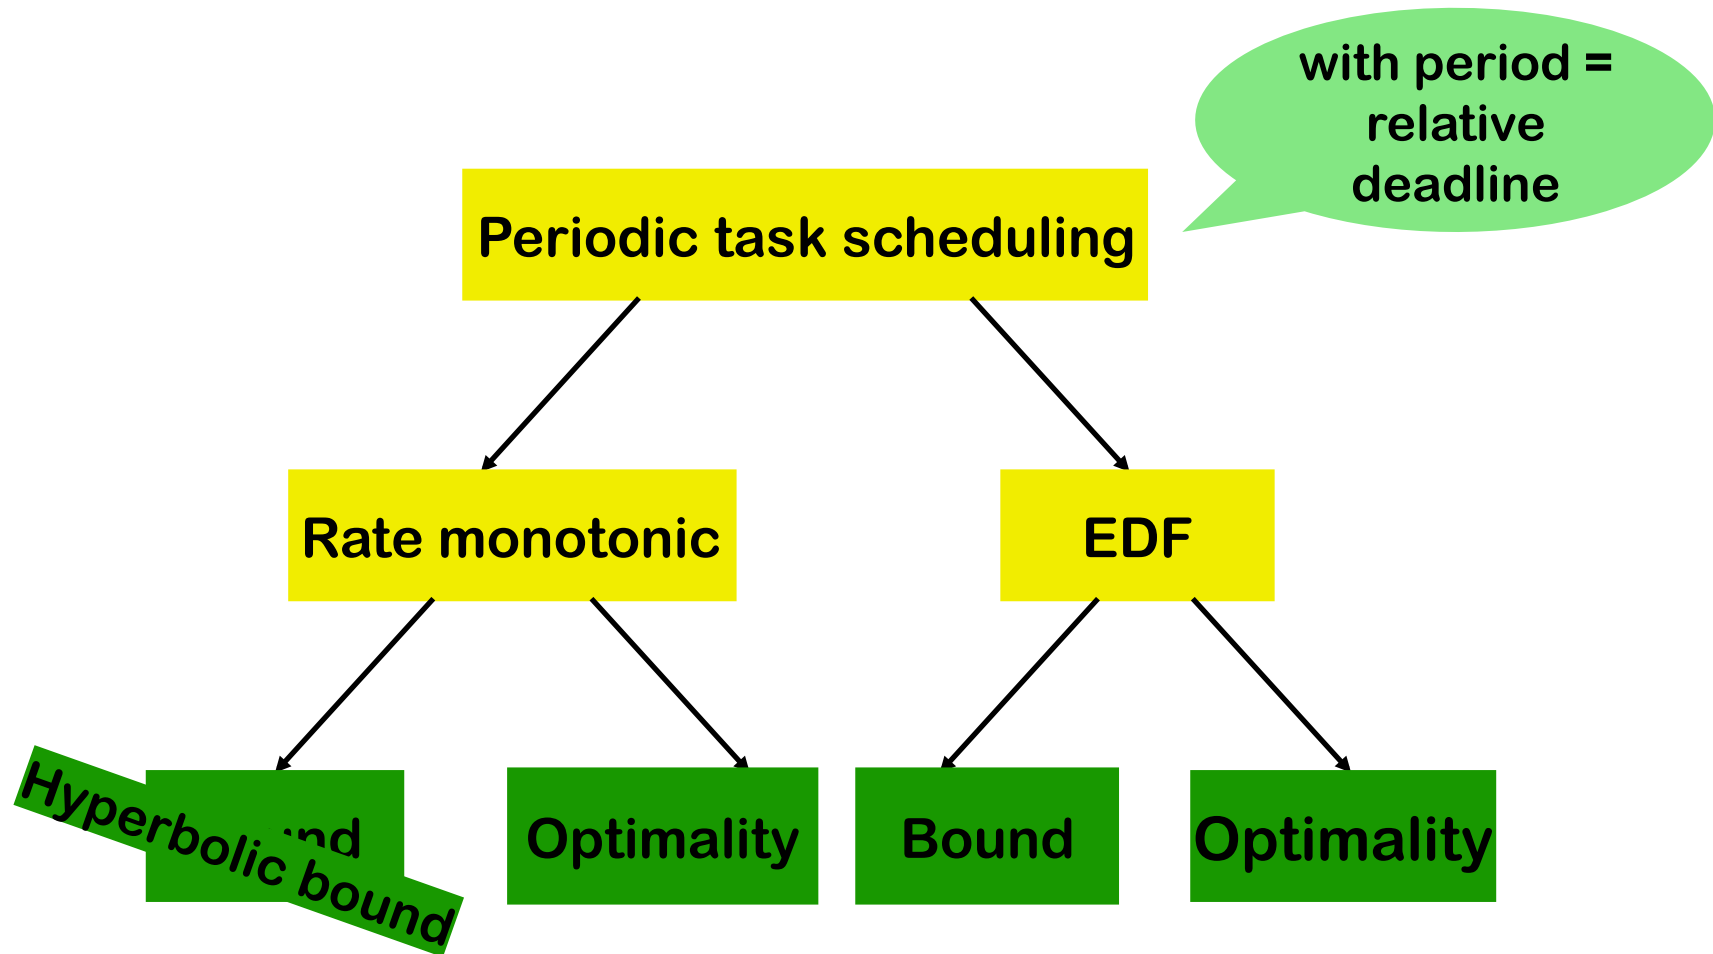 with period =
relative
deadline
Periodic task scheduling
Rate monotonic
EDF
Hyperbolic bound
Optimality
Bound
Optimality